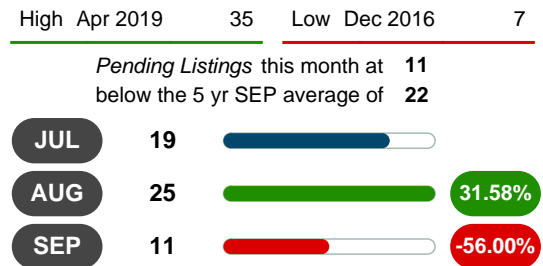 High Apr 2019 35 Low Dec 2016 7
Pending Listings this month at 11
below the 5 yr SEP average of 22
JUL 19
AUG 25 31.58%
SEP 11 -56.00%